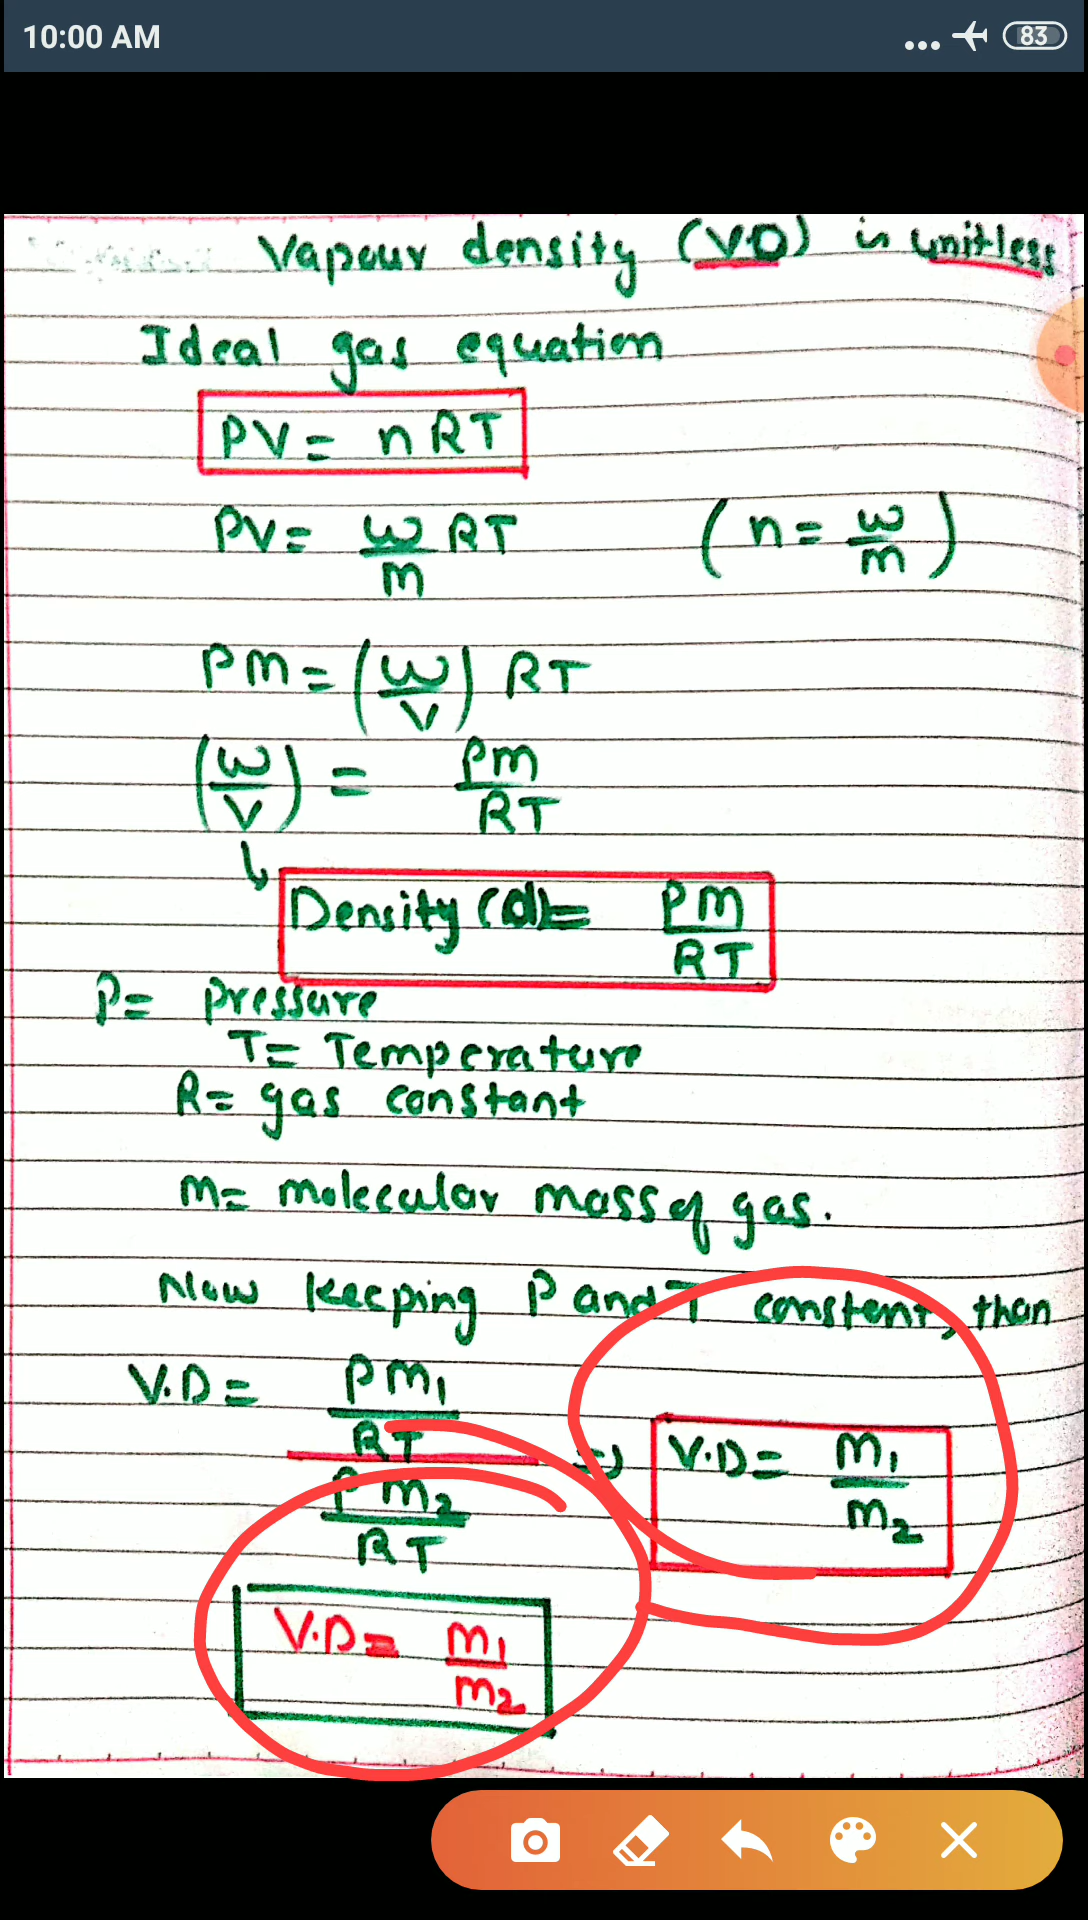 10:00 AM
83
Vapour density (V.D) is unitless
Ideal gas equation
PV = nRT
PV = w/m RT (n = w/m)
PM = (w/V) RT
(w/V) = PM/RT
Density (d) = PM/RT
P = pressure
T = Temperature
R = gas constant
M = molecular mass of gas.
Now keeping P and T constent, than
V.D = PM₁/RT / PM₂/RT ⇒ V.D = M₁/M₂
V.D = M₁/M₂